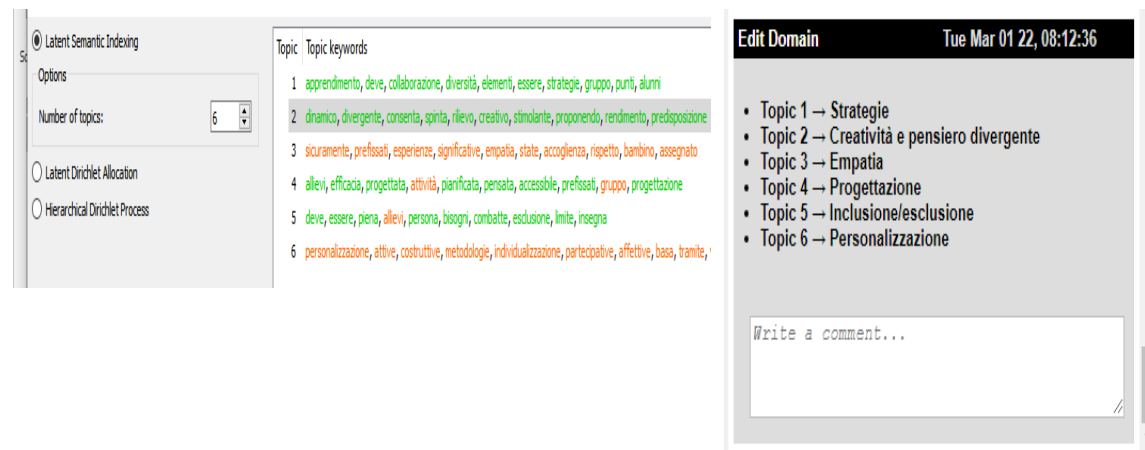 Latent Semantic Indexing
Options
Number of topics: 6
Latent Dirichlet Allocation
Hierarchical Dirichlet Process
Topic Topic keywords
1 apprendimento, deve, collaborazione, diversità, elementi, essere, strategie, gruppo, punti, alunni
2 dinamico, divergente, consenta, spinta, rilievo, creativo, stimolante, proponendo, rendimento, predisposizione
3 sicuramente, prefissati, esperienze, significative, empatia, state, accoglienza, rispetto, bambino, assegnato
4 allievi, efficacia, progettata, attività, pianificata, pensata, accessibile, prefissati, gruppo, progettazione
5 deve, essere, piena, allievi, persona, bisogni, combatte, esclusione, limite, insegna
6 personalizzazione, attive, costruttive, metodologie, individualizzazione, partecipative, affettive, basa, tramite,
Edit Domain Tue Mar 01 22, 08:12:36
• Topic 1 → Strategie
• Topic 2 → Creatività e pensiero divergente
• Topic 3 → Empatia
• Topic 4 → Progettazione
• Topic 5 → Inclusione/esclusione
• Topic 6 → Personalizzazione
Write a comment...